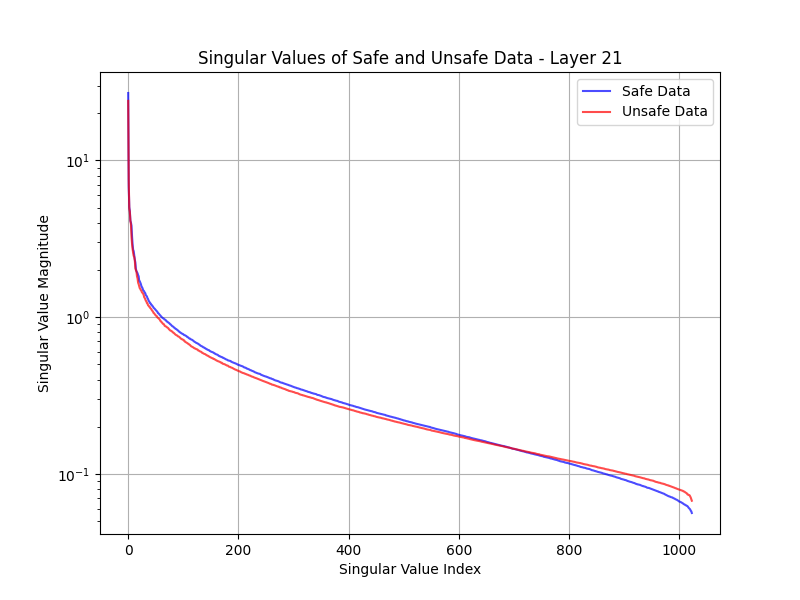 Singular Values of Safe and Unsafe Data - Layer 21
Safe Data
Unsafe Data
Singular Value Magnitude
10¹
10⁰
10⁻¹
0 200 400 600 800 1000
Singular Value Index